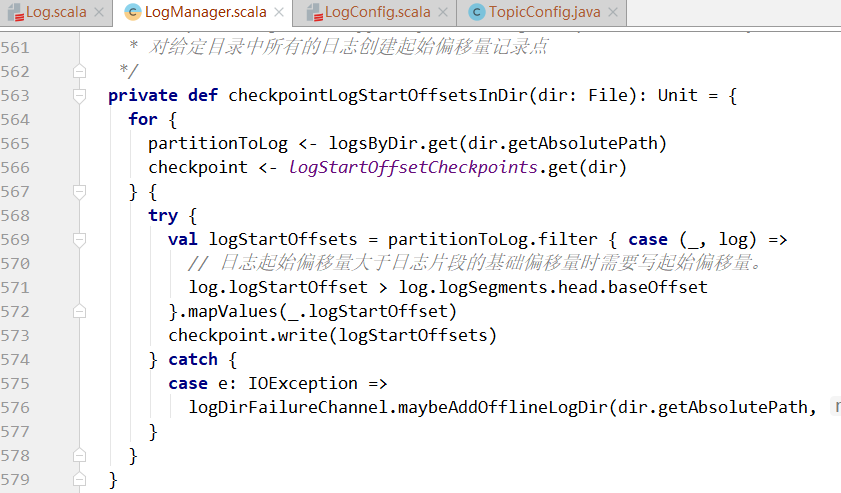 Log.scala LogManager.scala LogConfig.scala TopicConfig.java
561 * 对给定目录中所有的日志创建起始偏移量记录点
562 */
563 private def checkpointLogStartOffsetsInDir(dir: File): Unit = {
564 for {
565 partitionToLog <- logsByDir.get(dir.getAbsolutePath)
566 checkpoint <- logStartOffsetCheckpoints.get(dir)
567 } {
568 try {
569 val logStartOffsets = partitionToLog.filter { case (_, log) =>
570 // 日志起始偏移量大于日志片段的基础偏移量时需要写起始偏移量。
571 log.logStartOffset > log.logSegments.head.baseOffset
572 }.mapValues(_.logStartOffset)
573 checkpoint.write(logStartOffsets)
574 } catch {
575 case e: IOException =>
576 logDirFailureChannel.maybeAddOfflineLogDir(dir.getAbsolutePath,
577 }
578 }
579 }